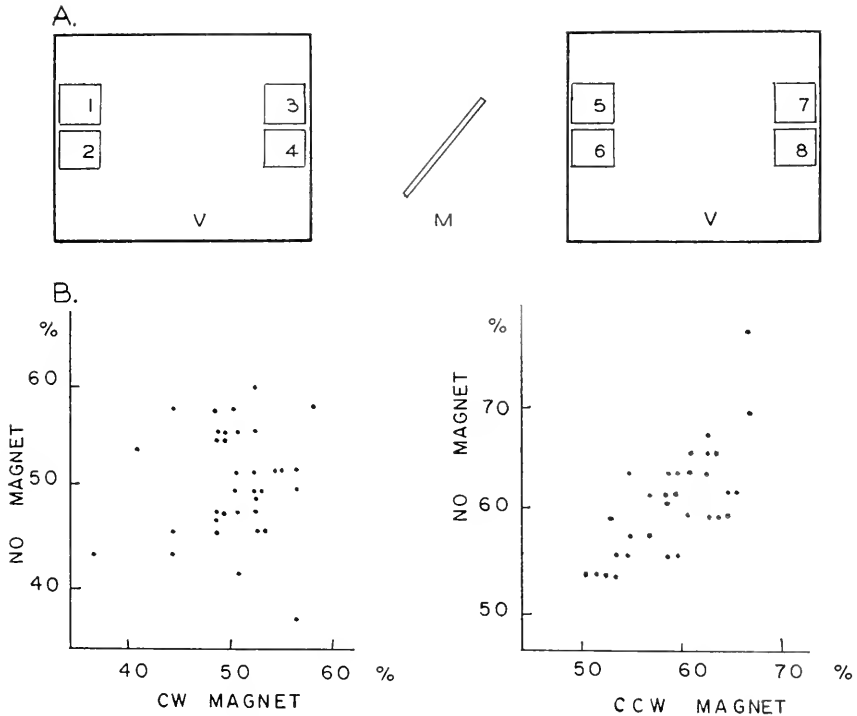 A.
1 3 5 7
2 4 6 8
V M V
B.
% %
60
NO MAGNET
50
40
40 50 60 %
CW MAGNET
NO MAGNET
70
60
50
50 60 70 %
CCW MAGNET